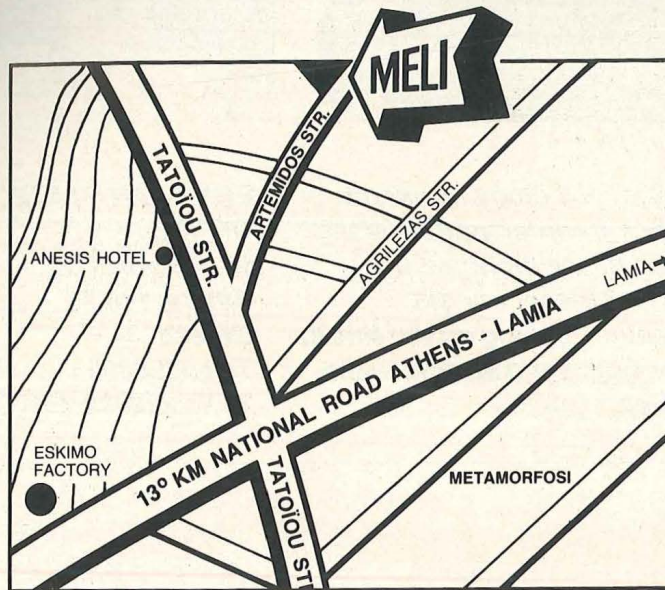 MELI
TATOÏOU STR.
ARTEMIDOS STR.
AGRILEZAS STR.
ANESIS HOTEL
LAMIA
13º KM NATIONAL ROAD ATHENS - LAMIA
ESKIMO
FACTORY
METAMORFOSI
TATOÏOU STR